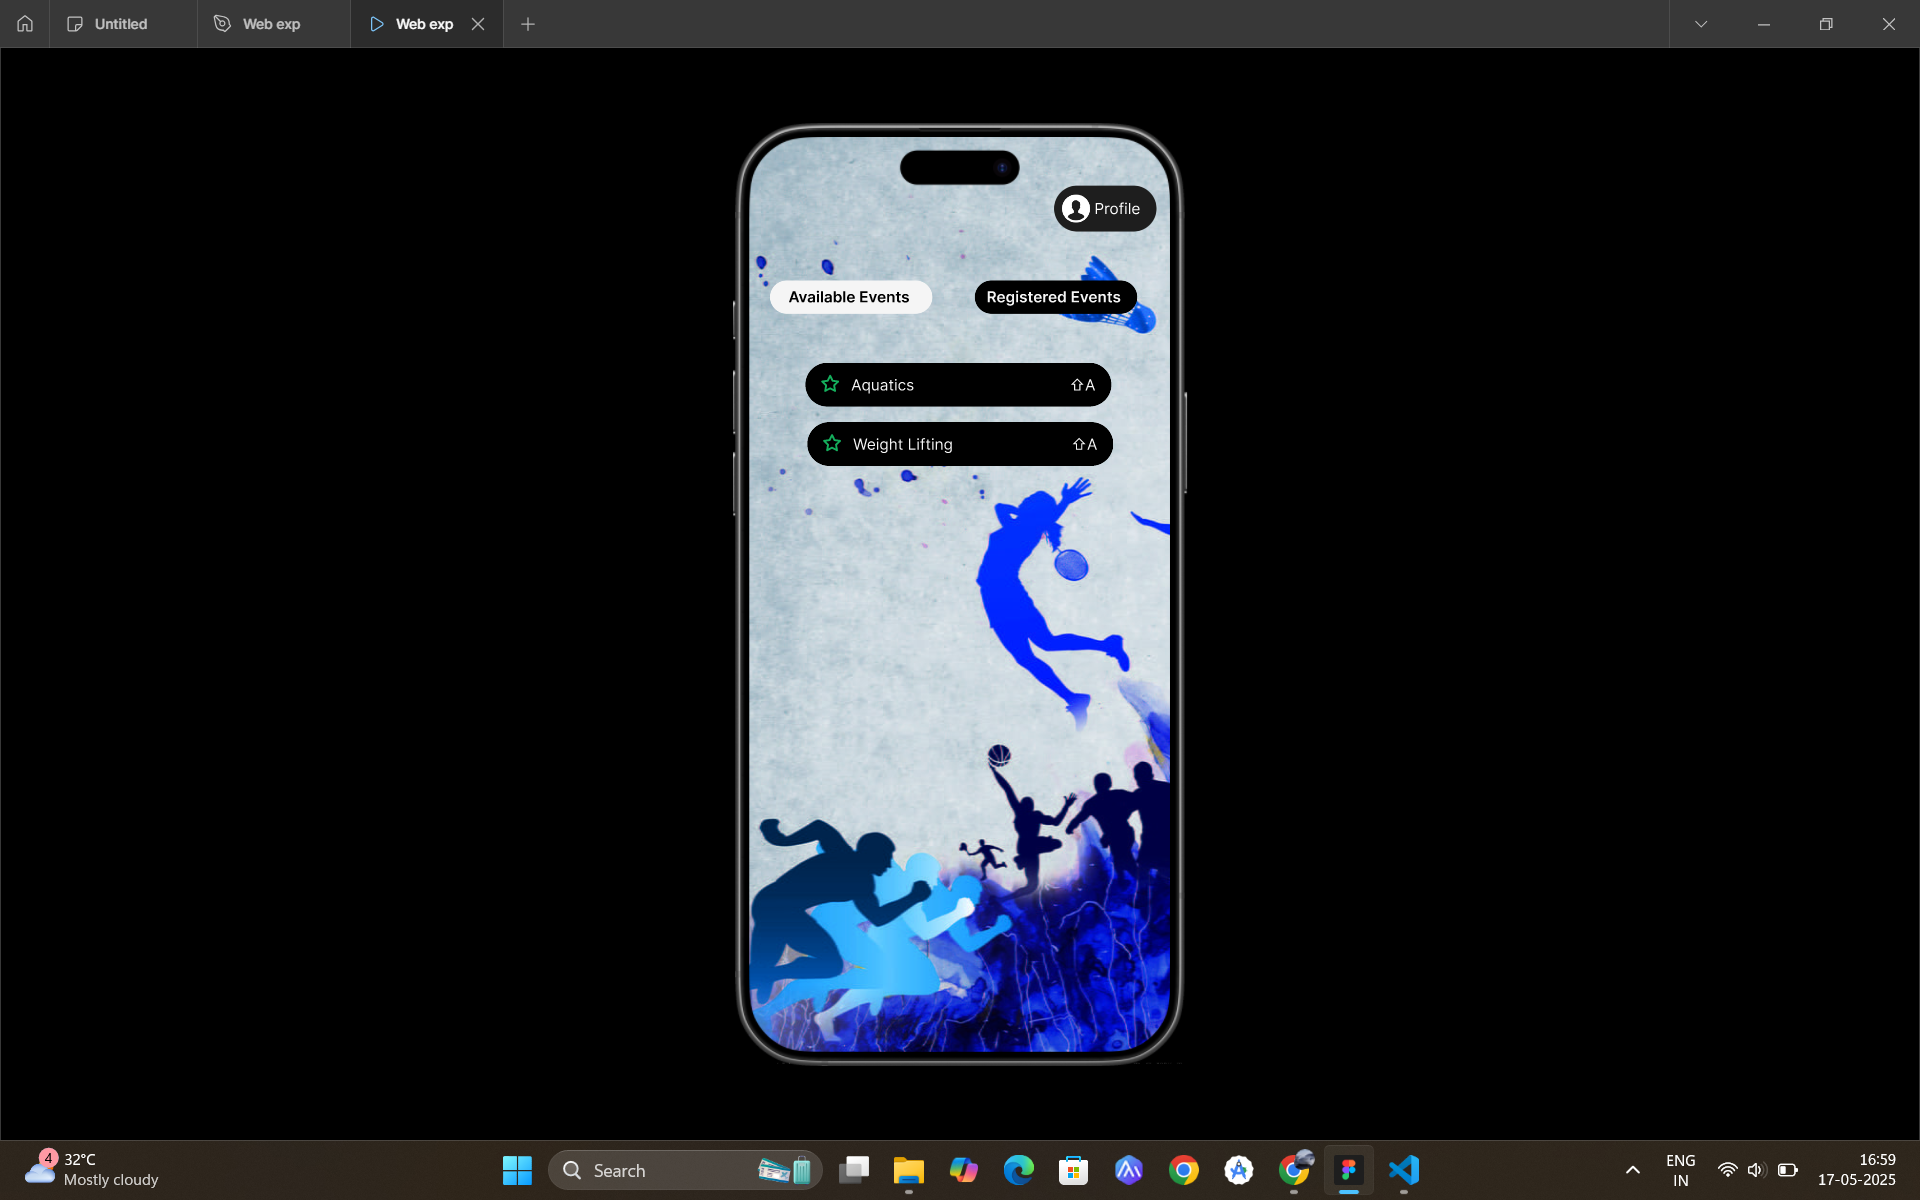 Untitled
Web exp
Web exp
Profile
Available Events
Registered Events
Aquatics
⇧A
Weight Lifting
⇧A
4
32°C
Mostly cloudy
Search
ENG
IN
16:59
17-05-2025